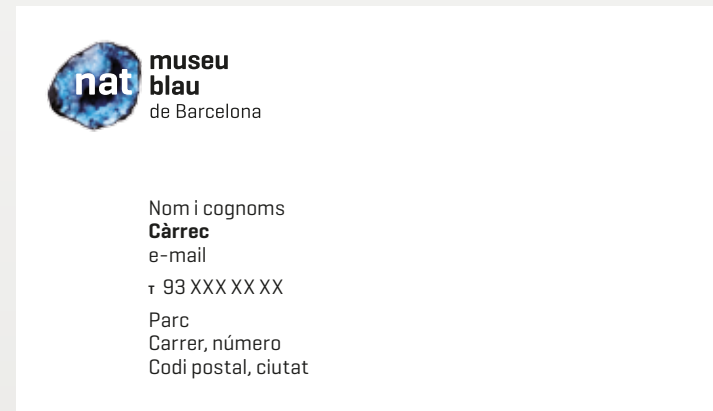 nat museu
blau
de Barcelona
Nom i cognoms
Càrrec
e-mail
T 93 XXX XX XX
Parc
Carrer, número
Codi postal, ciutat